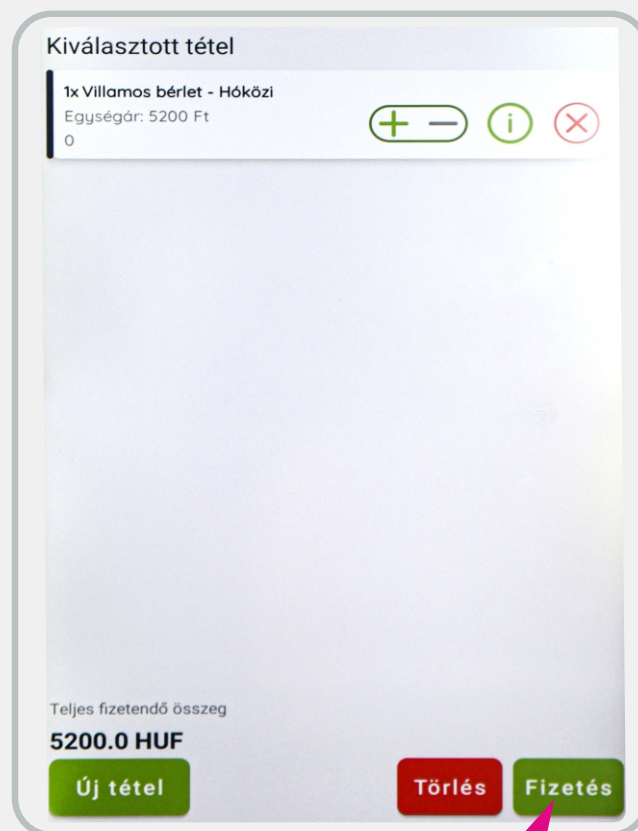 Kiválasztott tétel
1x Villamos bérlet - Hóközi
Egységár: 5200 Ft
0
Teljes fizetendő összeg
5200.0 HUF
Új tétel
Törlés
Fizetés